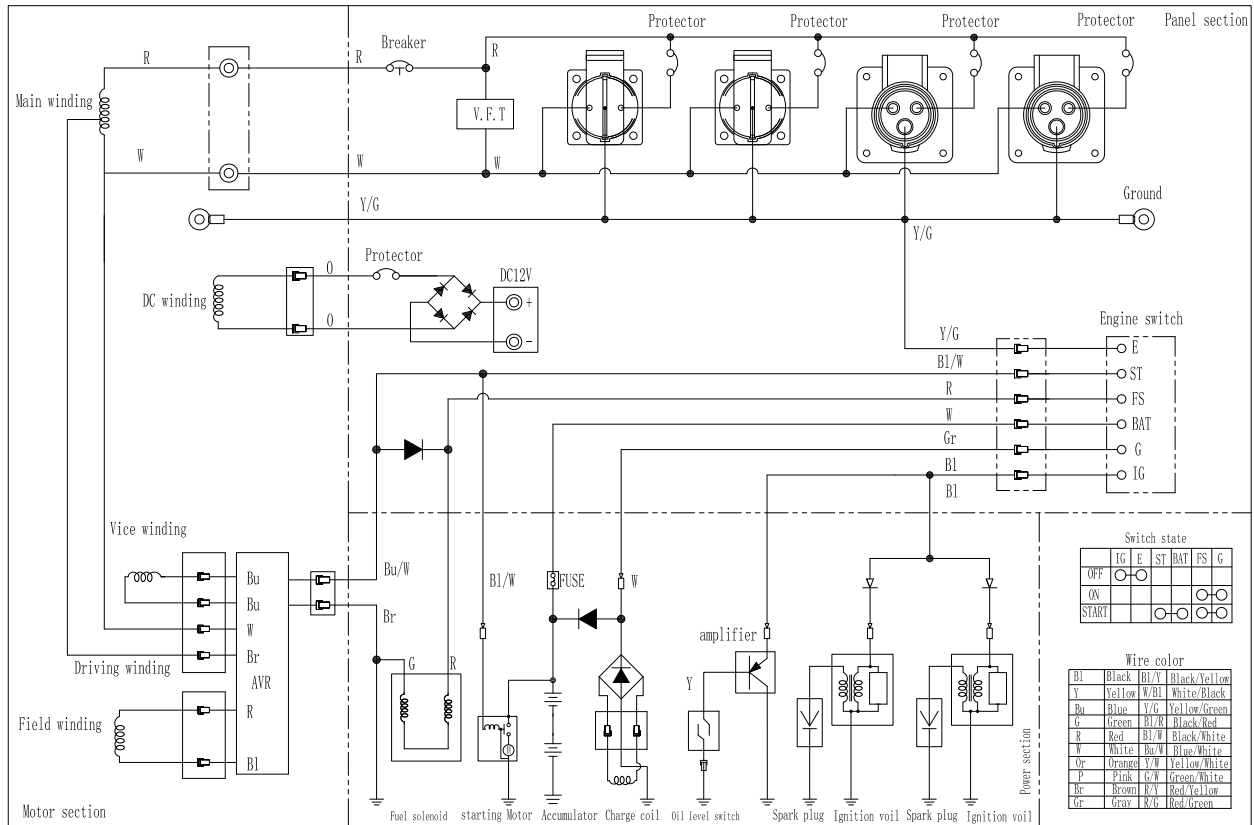 Protector Protector Protector Protector Panel section
Breaker
R R R
Main winding
V.F.T
W W W
Y/G Ground
Y/G
Protector
O DC12V
DC winding +
O -
Engine switch
Y/G E
Bl/W ST
R FS
W BAT
Gr G
Bl IG
Bl
Vice winding
Switch state
IG E ST BAT FS G
OFF
ON
START
Bu Bu/W Bl/W FUSE W
Bu
W Br
Br
Driving winding AVR
amplifier
G R Y
Field winding R
Bl
M
Wire color
Bl Black Bl/Y Black/Yellow
Y Yellow W/Bl White/Black
Bu Blue Y/G Yellow/Green
G Green Bl/R Black/Red
R Red Bl/W Black/White
W White Bu/W Blue/White
Or Orange Y/W Yellow/White
P Pink G/W Green/White
Br Brown R/Y Red/Yellow
Gr Gray R/G Red/Green
Power section
Motor section
Fuel solenoid starting Motor Accumulator Charge coil Oil level switch Spark plug Ignition voil Spark plug Ignition voil